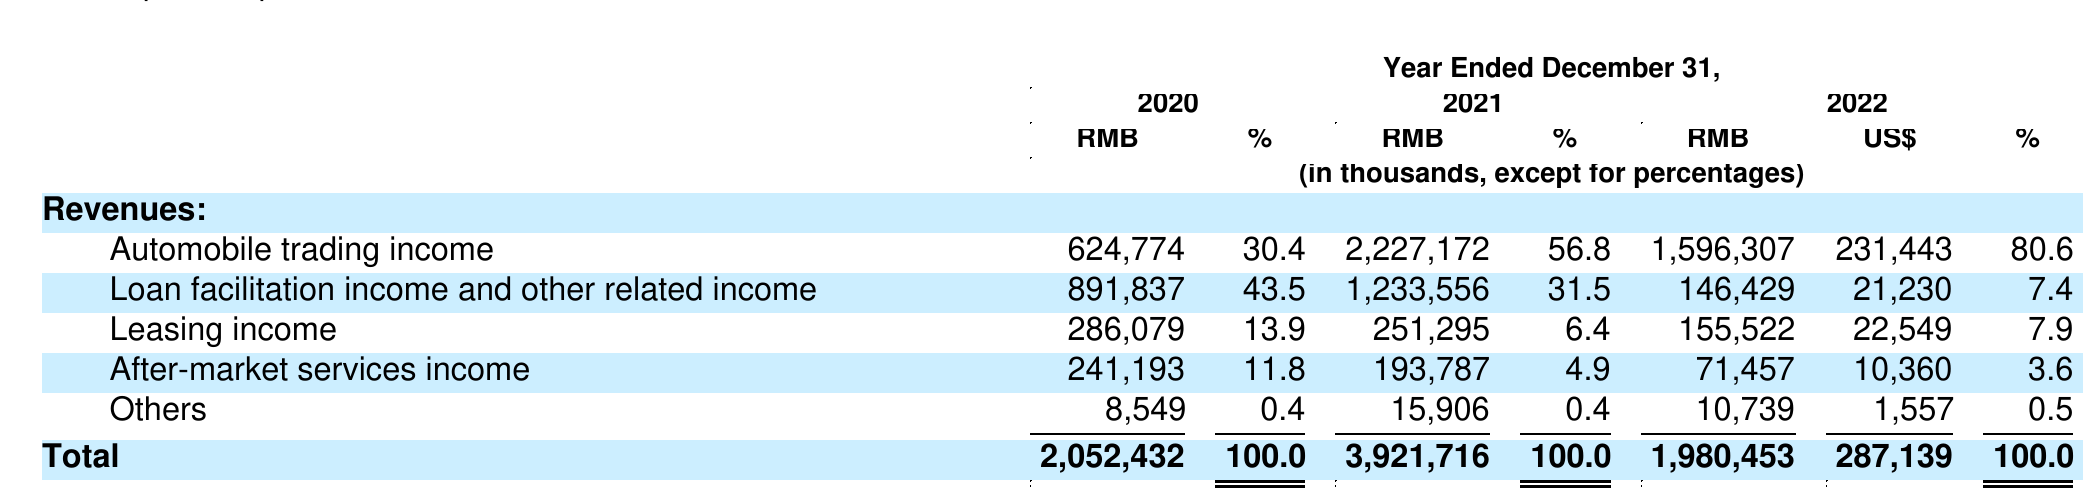 Year Ended December 31,
2020 2021 2022
RMB % RMB % RMB US$ %
(in thousands, except for percentages)
Revenues:
Automobile trading income 624,774 30.4 2,227,172 56.8 1,596,307 231,443 80.6
Loan facilitation income and other related income 891,837 43.5 1,233,556 31.5 146,429 21,230 7.4
Leasing income 286,079 13.9 251,295 6.4 155,522 22,549 7.9
After-market services income 241,193 11.8 193,787 4.9 71,457 10,360 3.6
Others 8,549 0.4 15,906 0.4 10,739 1,557 0.5
Total 2,052,432 100.0 3,921,716 100.0 1,980,453 287,139 100.0